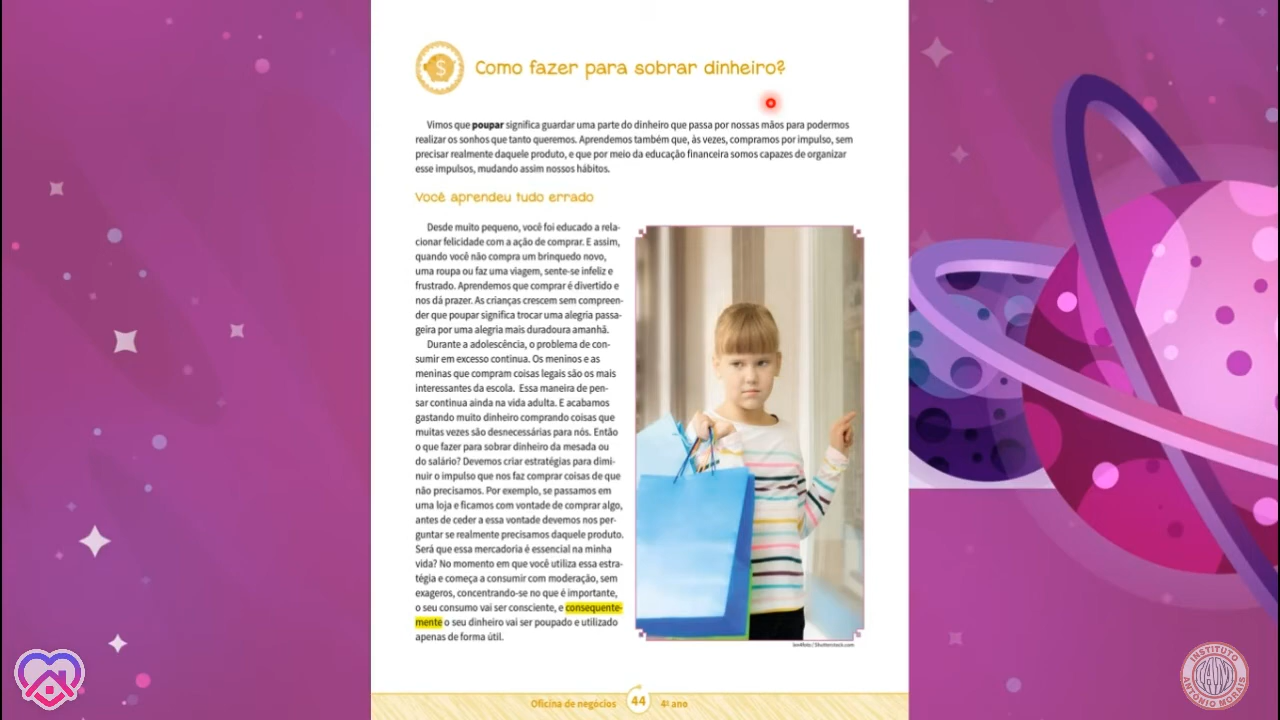 Como fazer para sobrar dinheiro?
Vimos que poupar significa guardar uma parte do dinheiro que passa por nossas mãos para podermos
realizar os sonhos que tanto queremos. Aprendemos também que, às vezes, compramos por impulso, sem
precisar realmente daquele produto, e que por meio da educação financeira somos capazes de organizar
esse impulsos, mudando assim nossos hábitos.
Você aprendeu tudo errado
Desde muito pequeno, você foi educado a rela-
cionar felicidade com a ação de comprar. E assim,
quando você não compra um brinquedo novo,
uma roupa ou faz uma viagem, sente-se infeliz e
frustrado. Aprendemos que comprar é divertido e
nos dá prazer. As crianças crescem sem compreen-
der que poupar significa trocar uma alegria passa-
geira por uma alegria mais duradoura amanhã.
Durante a adolescência, o problema de con-
sumir em excesso continua. Os meninos e as
meninas que compram coisas legais são os mais
interessantes da escola. Essa maneira de pen-
sar continua ainda na vida adulta. E acabamos
gastando muito dinheiro comprando coisas que
muitas vezes são desnecessárias para nós. Então
o que fazer para sobrar dinheiro da mesada ou
do salário? Devemos criar estratégias para dimi-
nuir o impulso que nos faz comprar coisas de que
não precisamos. Por exemplo, se passamos em
uma loja e ficamos com vontade de comprar algo,
antes de ceder a essa vontade devemos nos per-
guntar se realmente precisamos daquele produto.
Será que essa mercadoria é essencial na minha
vida? No momento em que você utiliza essa estra-
tégia e começa a consumir com moderação, sem
exageros, concentrando-se no que é importante,
o seu consumo vai ser consciente, e consequente-
mente o seu dinheiro vai ser poupado e utilizado
apenas de forma útil.
Oficina de negócios 44 4º ano
INSTITUTO
ANTÔNIO MORAIS